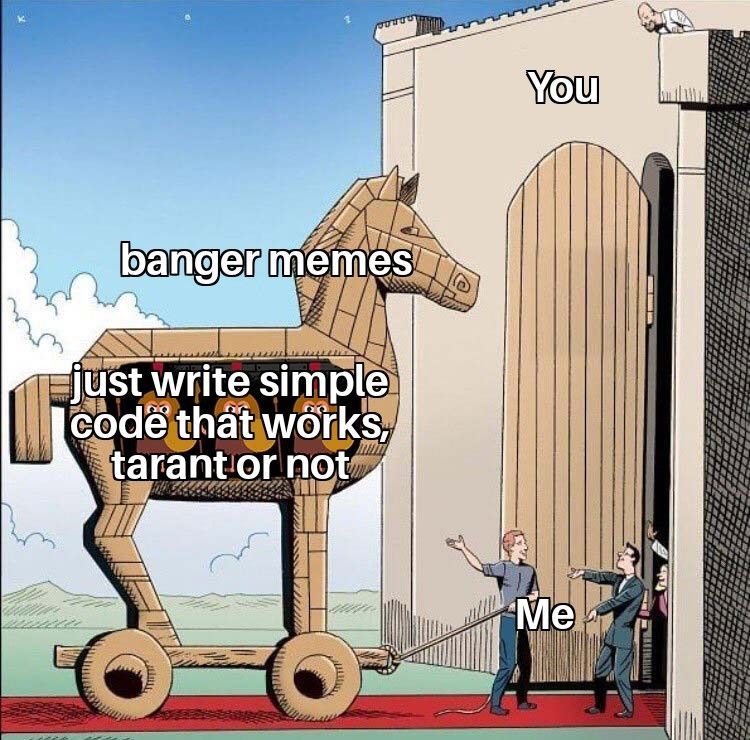 You
banger memes
just write simple
code that works,
tarant or not
Me